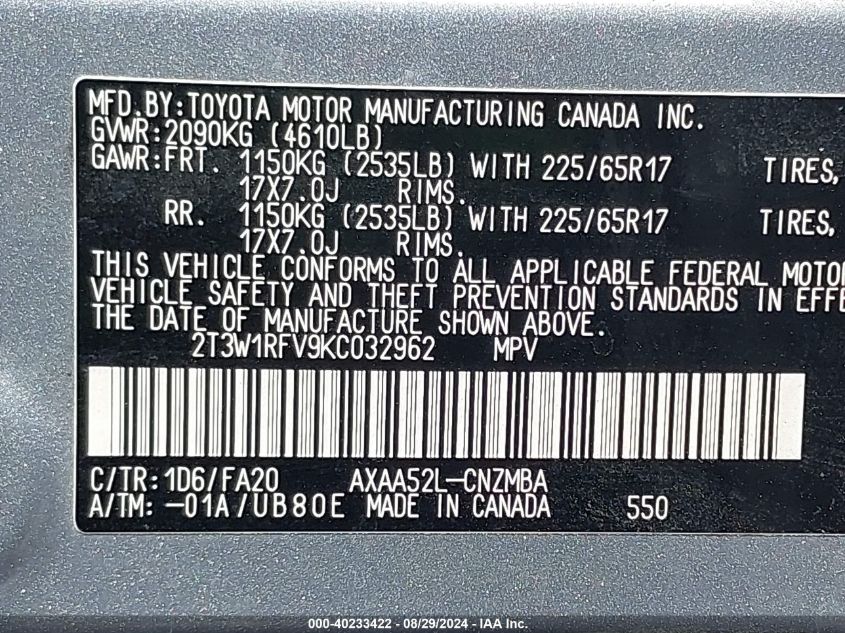 MFD.BY:TOYOTA MOTOR MANUFACTURING CANADA INC.
GVWR:2090KG (4610LB)
GAWR:FRT. 1150KG (2535LB) WITH 225/65R17 TIRES,
17X7.0J RIMS.
RR. 1150KG (2535LB) WITH 225/65R17 TIRES,
17X7.0J RIMS.
THIS VEHICLE CONFORMS TO ALL APPLICABLE FEDERAL MOTO
VEHICLE SAFETY AND THEFT PREVENTION STANDARDS IN EFFE
THE DATE OF MANUFACTURE SHOWN ABOVE.
2T3W1RFV9KC032962 MPV
C/TR:1D6/FA20 AXAA52L-CNZMBA
A/TM:-01A/UB80E MADE IN CANADA 550
000-40233422 - 08/29/2024 - IAA Inc.